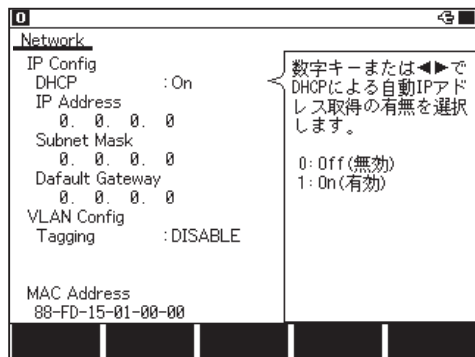 0
Network
IP Config
DHCP :On
IP Address
0. 0. 0. 0
Subnet Mask
0. 0. 0. 0
Dafault Gateway
0. 0. 0. 0
VLAN Config
Tagging :DISABLE
MAC Address
88-FD-15-01-00-00
数字キーまたは◀▶で
DHCPによる自動IPアド
レス取得の有無を選択
します。
0:Off(無効)
1:On(有効)